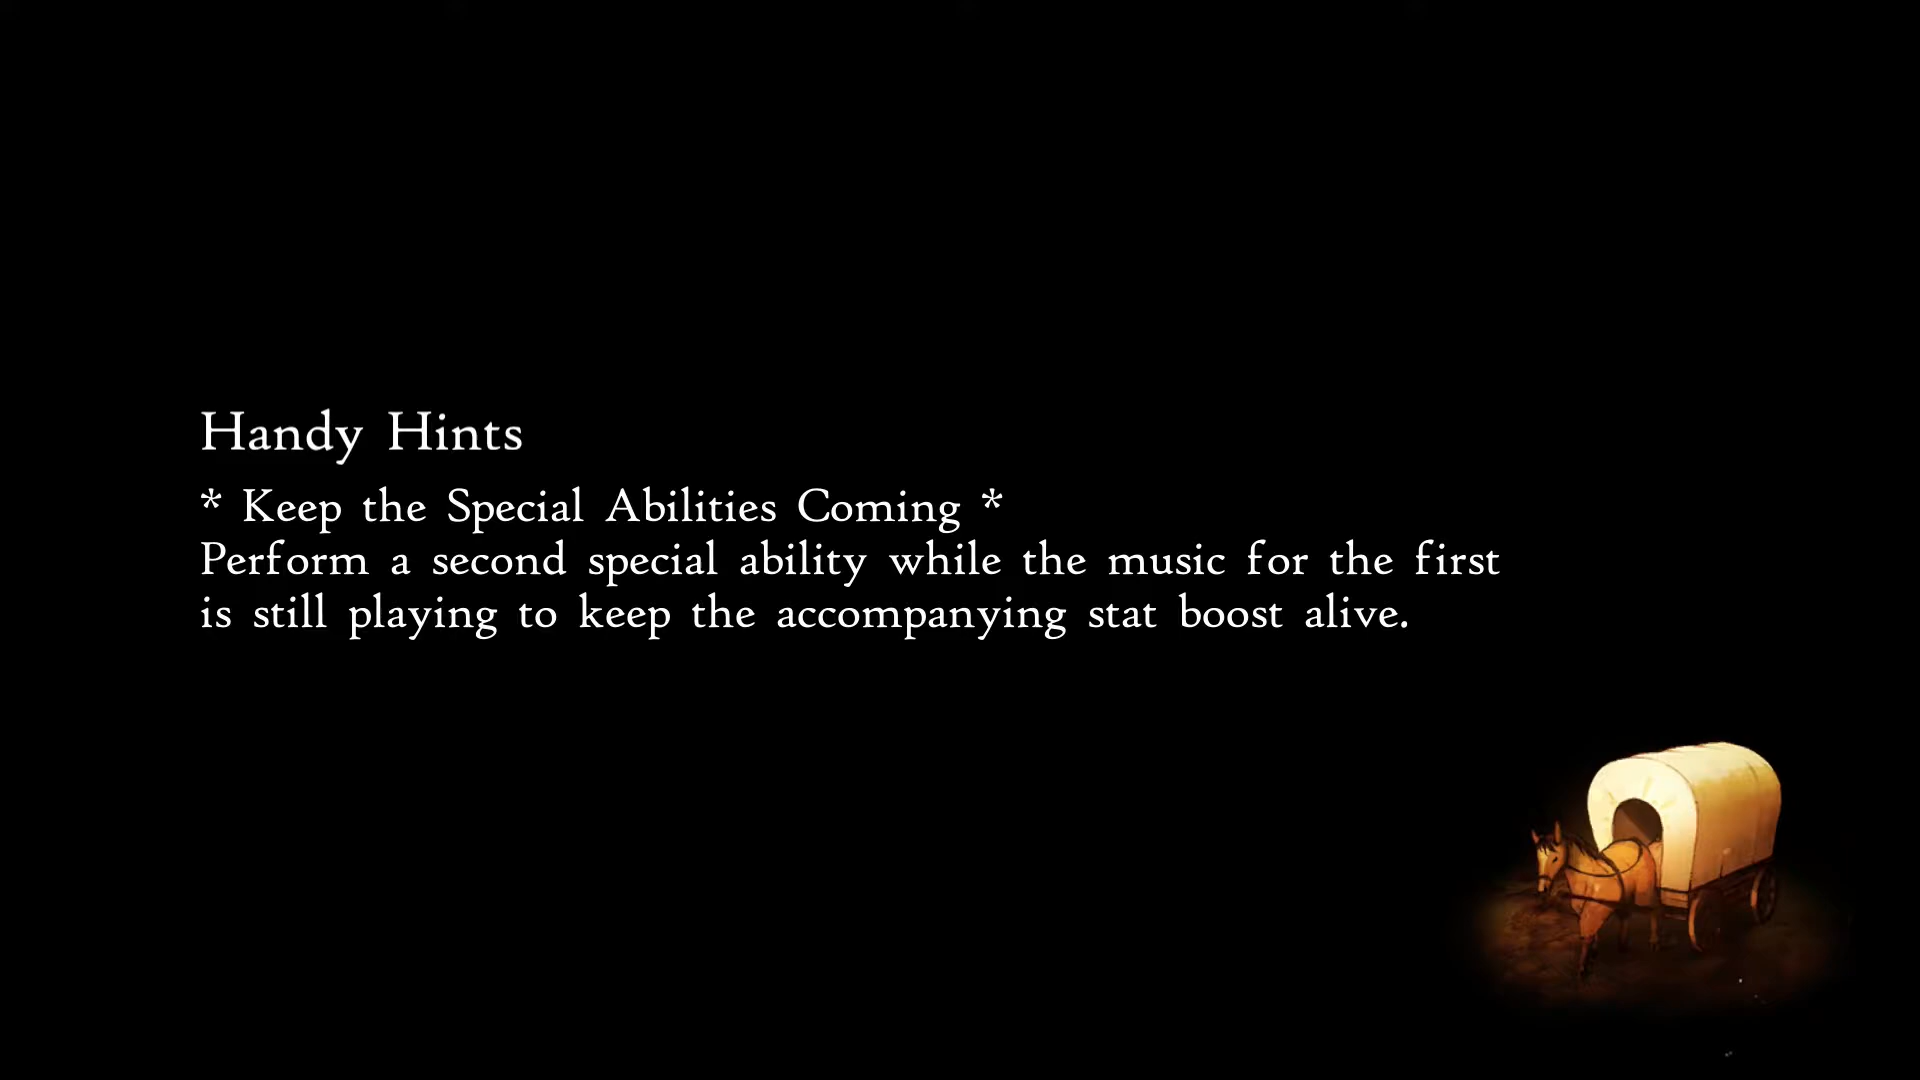 Handy Hints
* Keep the Special Abilities Coming *
Perform a second special ability while the music for the first
is still playing to keep the accompanying stat boost alive.